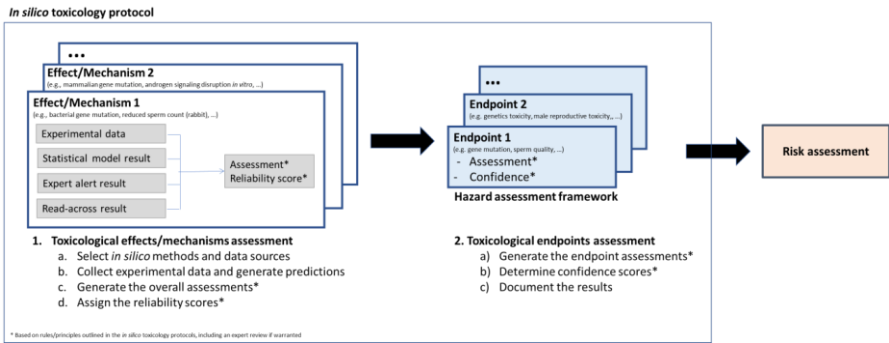 In silico toxicology protocol
...
Effect/Mechanism 2
(e.g., mammalian gene mutation, androgen signaling disruption in vitro, ...)
Effect/Mechanism 1
(e.g., bacterial gene mutation, reduced sperm count (rabbit), ...)
Experimental data
Statistical model result
Expert alert result
Read-across result
Assessment*
Reliability score*
...
Endpoint 2
(e.g. genetics toxicity, male reproductive toxicity,, ...)
Endpoint 1
(e.g. gene mutation, sperm quality, ...)
- Assessment*
- Confidence*
Hazard assessment framework
Risk assessment
1. Toxicological effects/mechanisms assessment
a. Select in silico methods and data sources
b. Collect experimental data and generate predictions
c. Generate the overall assessments*
d. Assign the reliability scores*
2. Toxicological endpoints assessment
a) Generate the endpoint assessments*
b) Determine confidence scores*
c) Document the results
* Based on rules/principles outlined in the in silico toxicology protocols, including an expert review if warranted